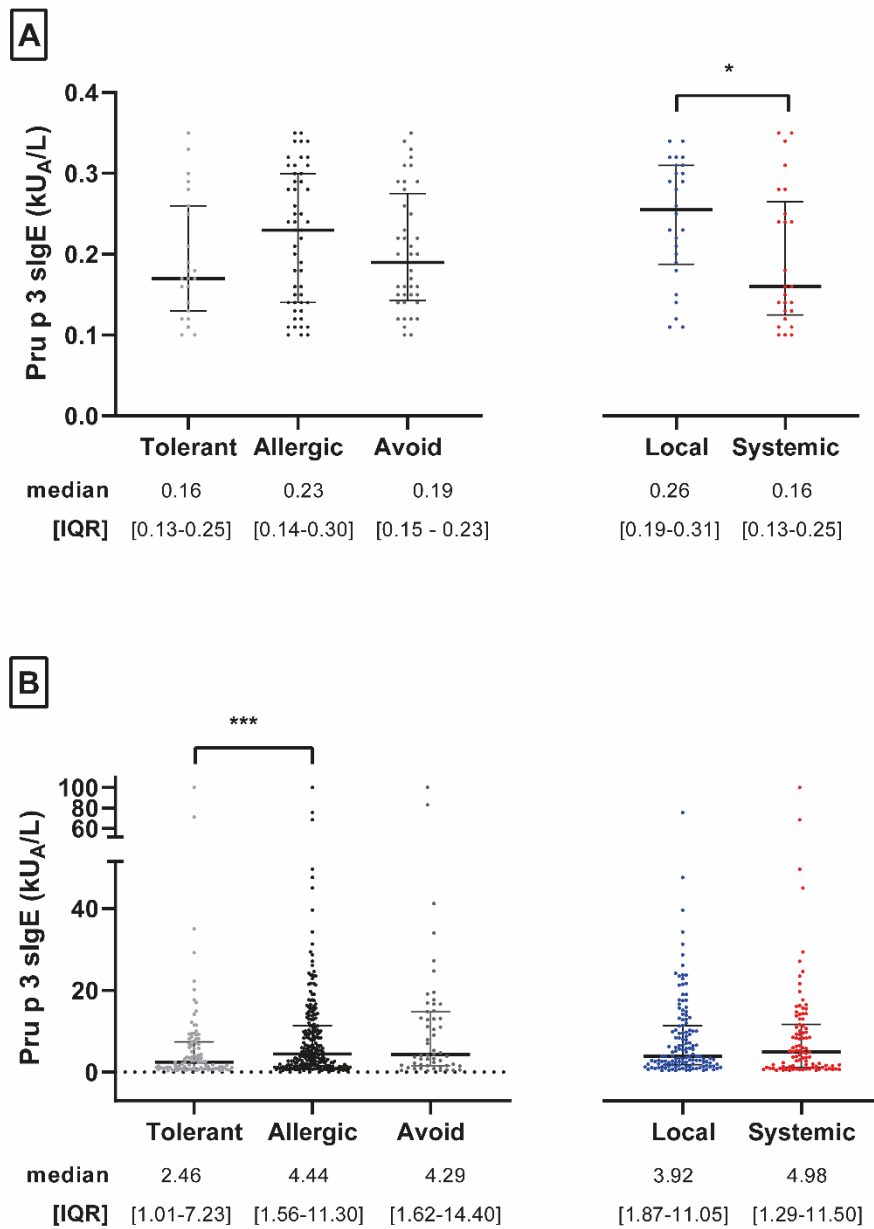 A
*
0.4
0.3
0.2
0.1
0.0
Pru p 3 sIgE (kUA/L)
Tolerant Allergic Avoid Local Systemic
median 0.16 0.23 0.19 0.26 0.16
[IQR] [0.13-0.25] [0.14-0.30] [0.15 - 0.23] [0.19-0.31] [0.13-0.25]
B
***
100
80
60
40
20
0
Pru p 3 sIgE (kUA/L)
Tolerant Allergic Avoid Local Systemic
median 2.46 4.44 4.29 3.92 4.98
[IQR] [1.01-7.23] [1.56-11.30] [1.62-14.40] [1.87-11.05] [1.29-11.50]